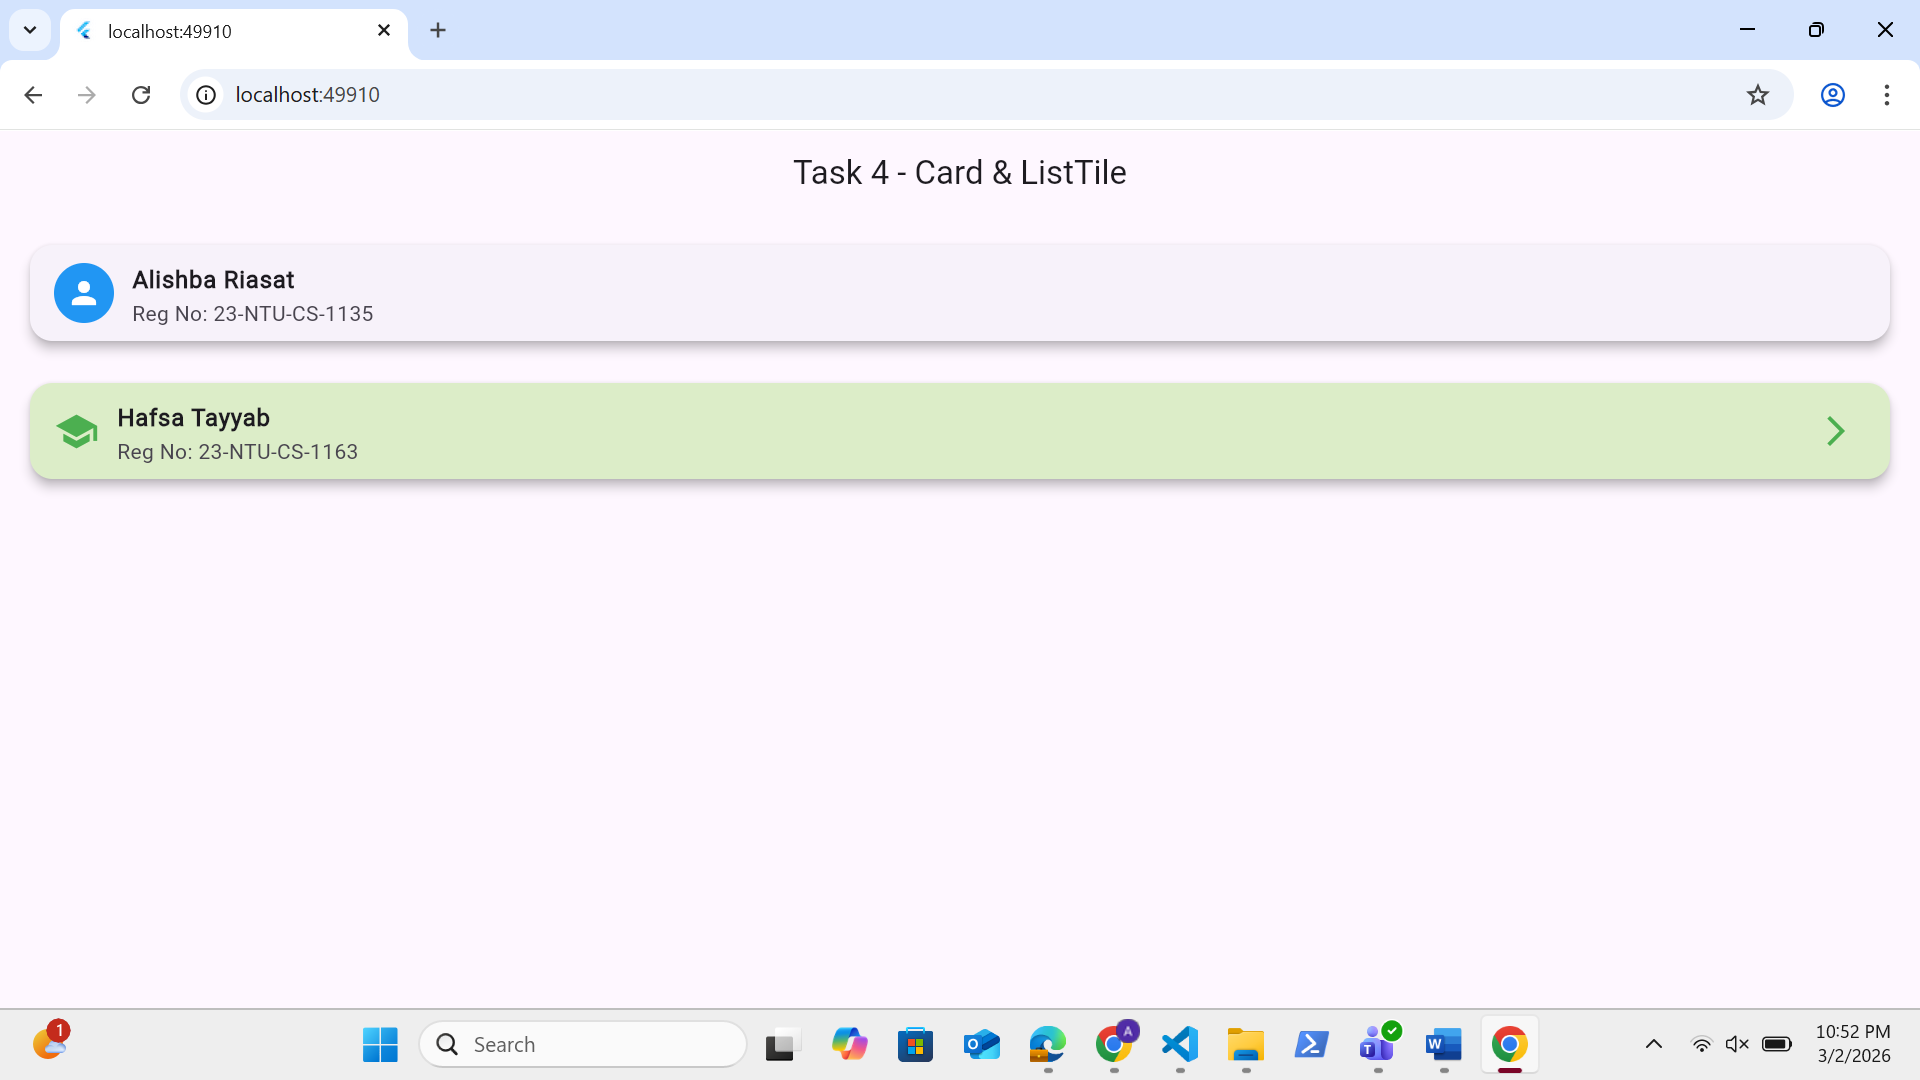 localhost:49910
localhost:49910
Task 4 - Card & ListTile
Alishba Riasat
Reg No: 23-NTU-CS-1135
Hafsa Tayyab
Reg No: 23-NTU-CS-1163
1
Search
A
10:52 PM
3/2/2026